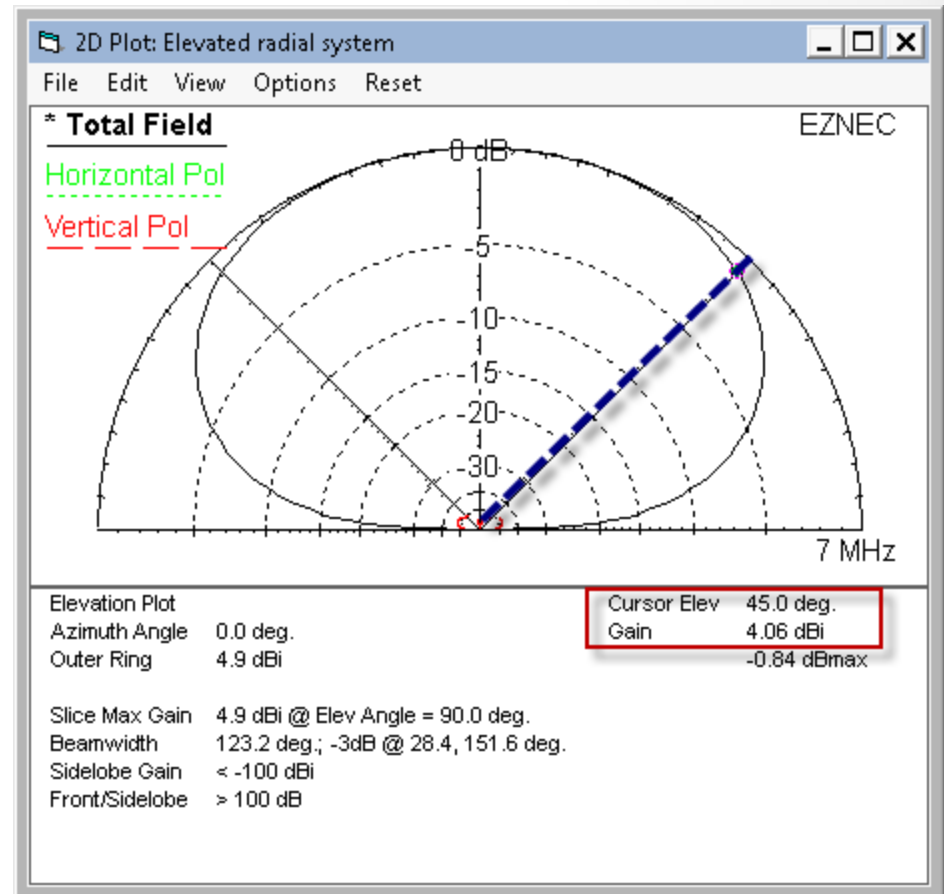 2D Plot: Elevated radial system
File Edit View Options Reset
* Total Field
EZNEC
Horizontal Pol
Vertical Pol
0 dB
-5
-10
-15
-20
-30
7 MHz
Elevation Plot
Cursor Elev 45.0 deg.
Azimuth Angle 0.0 deg.
Gain 4.06 dBi
Outer Ring 4.9 dBi
-0.84 dBmax
Slice Max Gain 4.9 dBi @ Elev Angle = 90.0 deg.
Beamwidth 123.2 deg.; -3dB @ 28.4, 151.6 deg.
Sidelobe Gain < -100 dBi
Front/Sidelobe > 100 dB